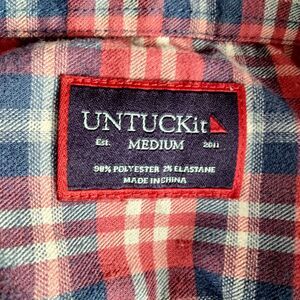 UNTUCKit
Est. MEDIUM 2011
98% POLYESTER 2% ELASTANE
MADE IN CHINA